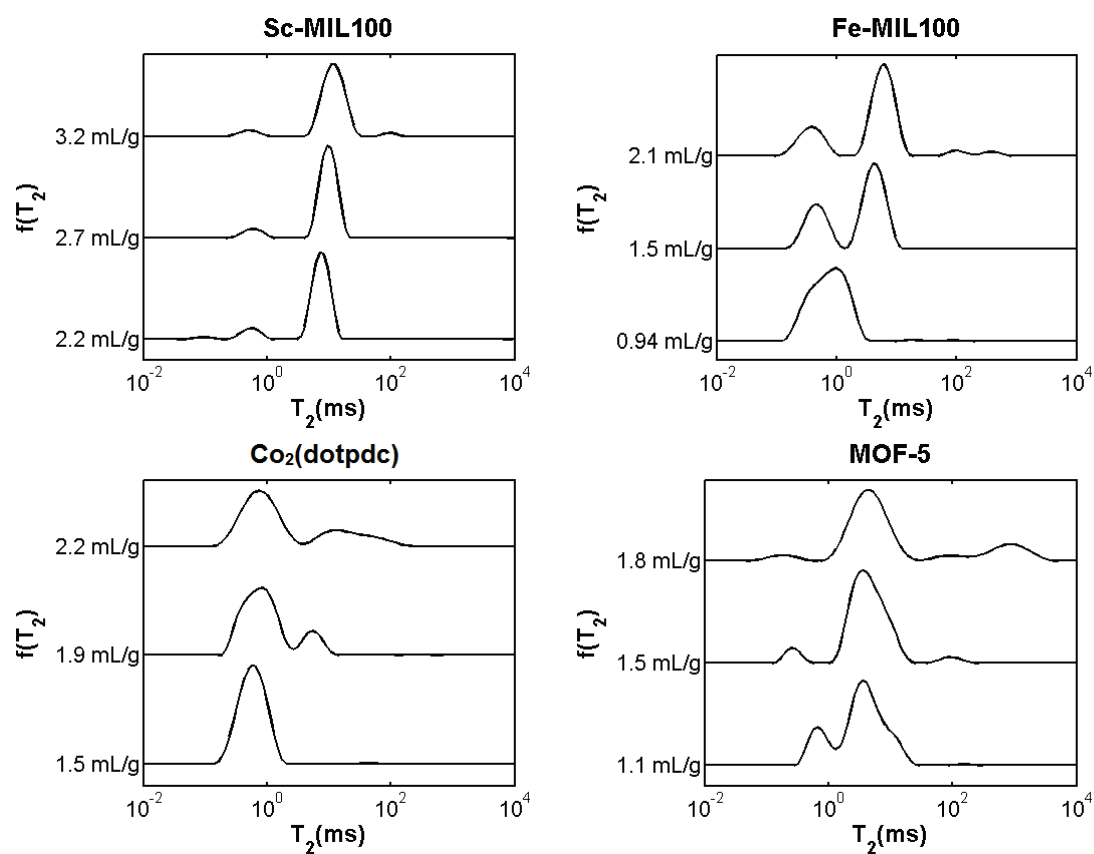 Sc-MIL100
3.2 mL/g
2.7 mL/g
2.2 mL/g
f(T₂)
10⁻² 10⁰ 10² 10⁴
T₂(ms)
Fe-MIL100
2.1 mL/g
1.5 mL/g
0.94 mL/g
f(T₂)
10⁻² 10⁰ 10² 10⁴
T₂(ms)
Co₂(dotpdc)
2.2 mL/g
1.9 mL/g
1.5 mL/g
f(T₂)
10⁻² 10⁰ 10² 10⁴
T₂(ms)
MOF-5
1.8 mL/g
1.5 mL/g
1.1 mL/g
f(T₂)
10⁻² 10⁰ 10² 10⁴
T₂(ms)